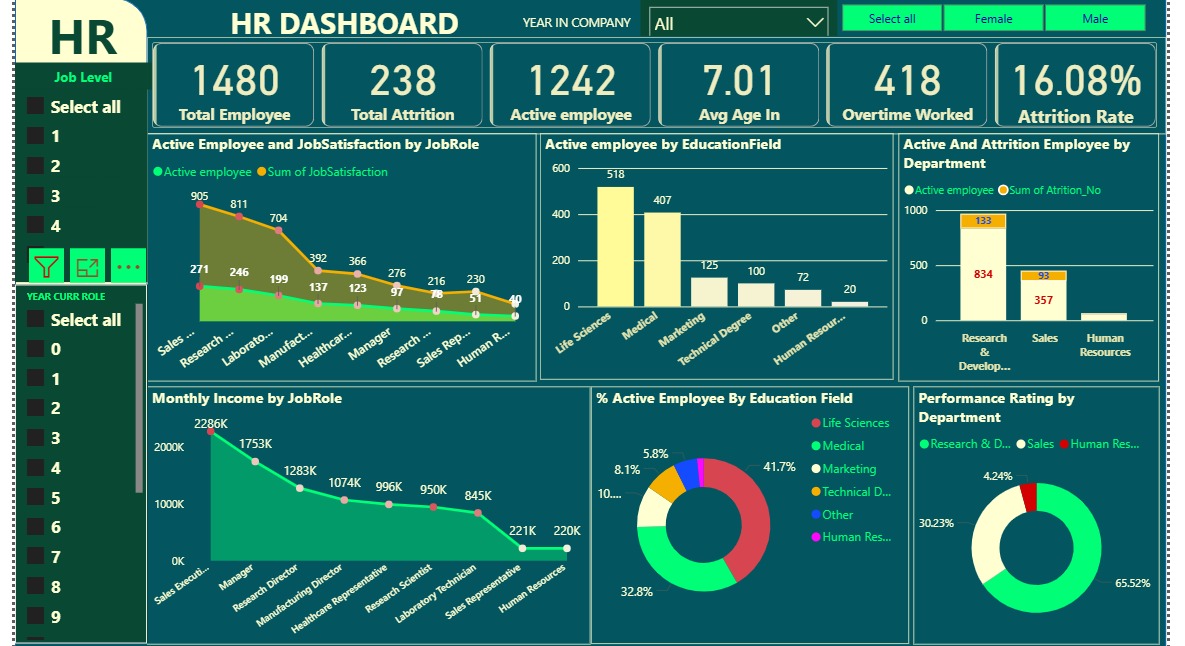 HR
HR DASHBOARD
YEAR IN COMPANY
All
Select all
Female
Male
Job Level
Select all
1
2
3
4
YEAR CURR ROLE
Select all
0
1
2
3
4
5
6
7
8
9
1480
Total Employee
238
Total Attrition
1242
Active employee
7.01
Avg Age In
418
Overtime Worked
16.08%
Attrition Rate
Active Employee and JobSatisfaction by JobRole
Active employee
Sum of JobSatisfaction
905
811
704
392
366
276
216
230
271
246
199
137
123
97
78
51
40
Sales ...
Research ...
Laborato...
Manufact...
Healthcar...
Manager
Research ...
Sales Rep...
Human R...
Active employee by EducationField
600
400
200
0
518
407
125
100
72
20
Life Sciences
Medical
Marketing
Technical Degree
Other
Human Resour...
Active And Attrition Employee by
Department
Active employee
Sum of Atrition_No
1000
500
0
133
834
93
357
Research
&
Develop...
Sales
Human
Resources
Monthly Income by JobRole
2000K
1000K
0K
2286K
1753K
1283K
1074K
996K
950K
845K
221K
220K
Sales Executi...
Manager
Research Director
Manufacturing Director
Healthcare Representative
Research Scientist
Laboratory Technician
Sales Representative
Human Resources
% Active Employee By Education Field
Life Sciences
Medical
Marketing
Technical D...
Other
Human Res...
41.7%
32.8%
10....
8.1%
5.8%
Performance Rating by
Department
Research & D...
Sales
Human Res...
4.24%
30.23%
65.52%